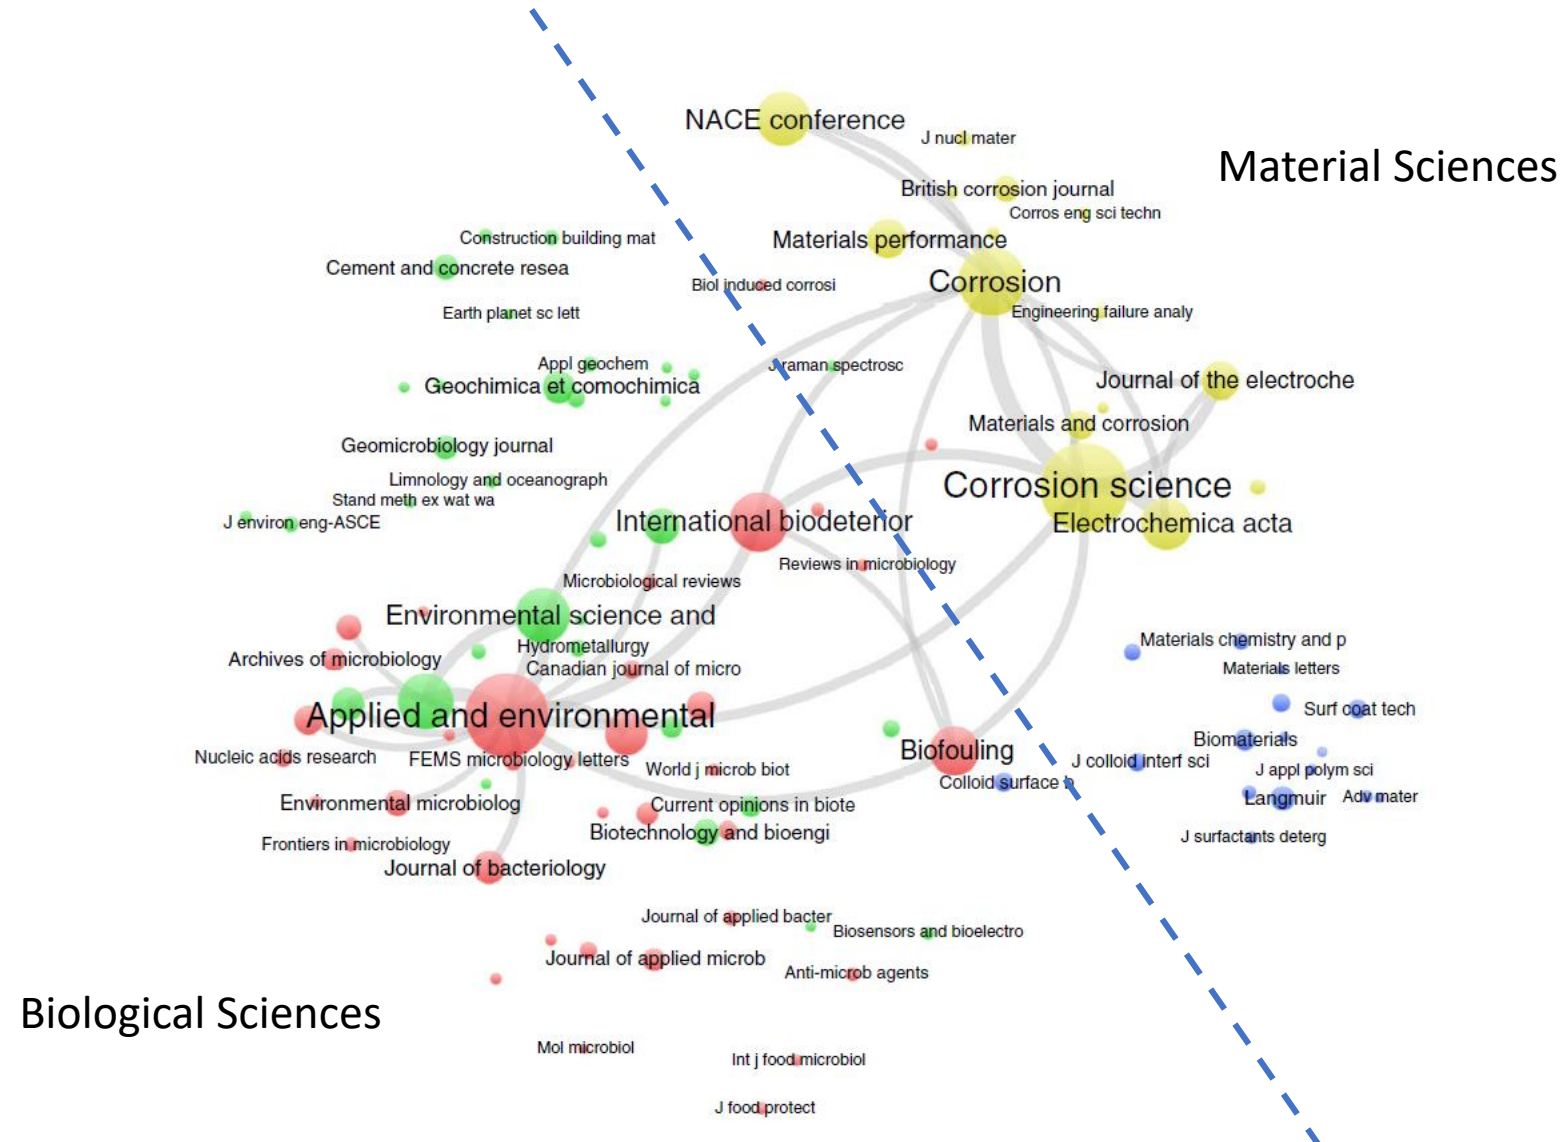 NACE conference
J nucl mater
Material Sciences
British corrosion journal
Corros eng sci techn
Construction building mat
Materials performance
Cement and concrete resea
Biol induced corrosi
Corrosion
Earth planet sc lett
Engineering failure analy
Appl geochem
J raman spectrosc
Geochimica et comochimica
Journal of the electroche
Materials and corrosion
Geomicrobiology journal
Limnology and oceanograph
Corrosion science
Stand meth ex wat wa
J environ eng-ASCE
International biodeterior
Electrochemica acta
Reviews in microbiology
Microbiological reviews
Environmental science and
Materials chemistry and p
Hydrometallurgy
Archives of microbiology
Canadian journal of micro
Materials letters
Surf coat tech
Applied and environmental
Biomaterials
Biofouling
Nucleic acids research
FEMS microbiology letters
J colloid interf sci
World j microb biot
J appl polym sci
Colloid surface b
Langmuir
Adv mater
Environmental microbiolog
Current opinions in biote
Biotechnology and bioengi
J surfactants deterg
Frontiers in microbiology
Journal of bacteriology
Journal of applied bacter
Biosensors and bioelectro
Journal of applied microb
Anti-microb agents
Biological Sciences
Mol microbiol
Int j food microbiol
J food protect